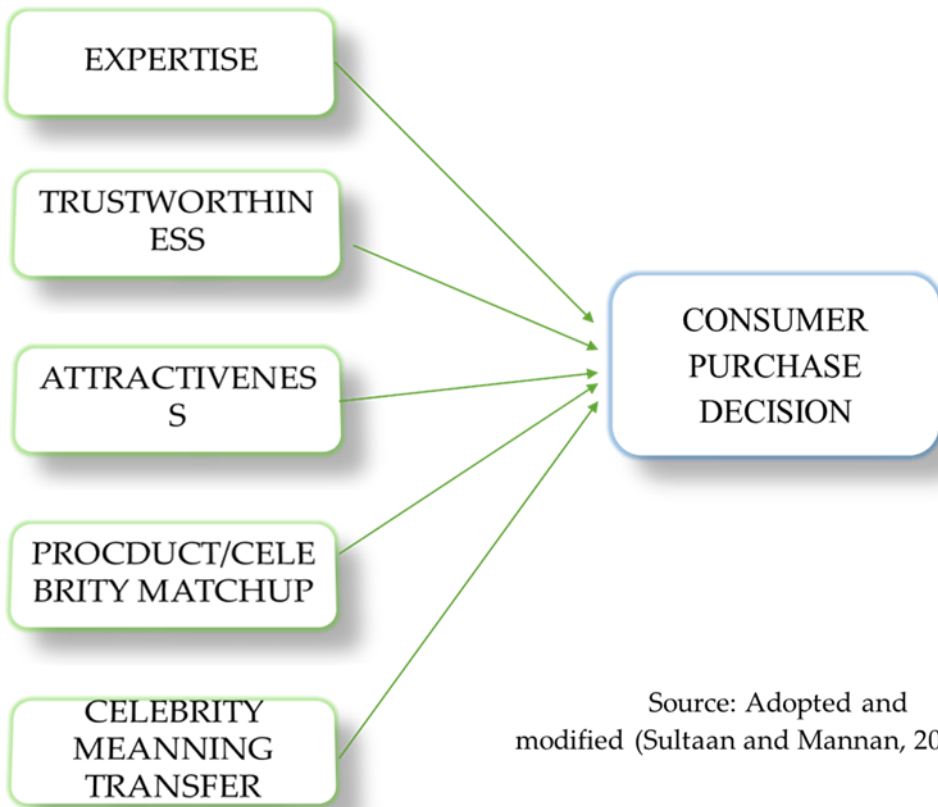 EXPERTISE
TRUSTWORTHIN
ESS
ATTRACTIVENES
S
PROCDUCT/CELE
BRITY MATCHUP
CELEBRITY
MEANNING
TRANSFER
CONSUMER
PURCHASE
DECISION
Source: Adopted and
modified (Sultaan and Mannan,